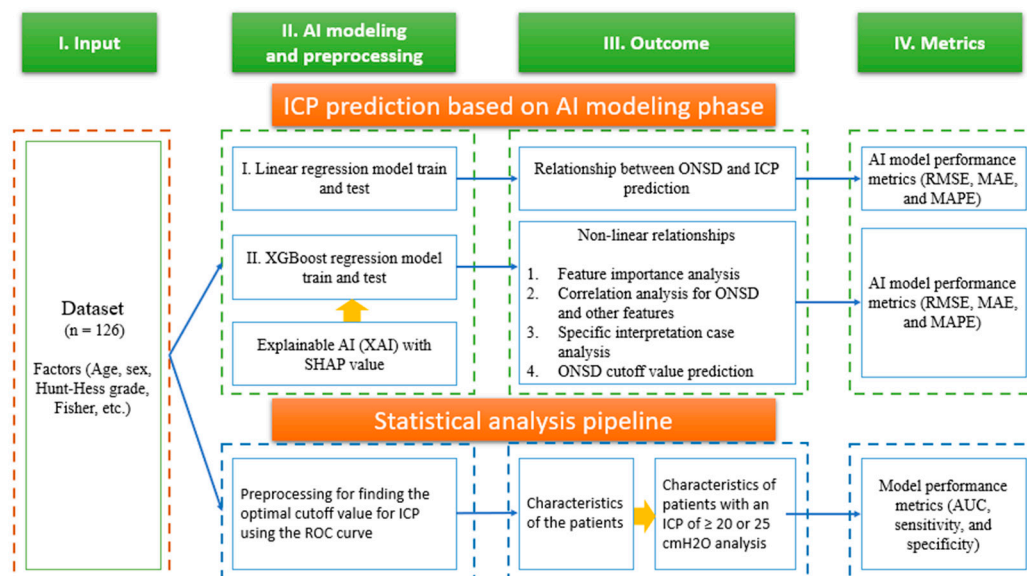 I. Input
II. AI modeling
and preprocessing
III. Outcome
IV. Metrics
ICP prediction based on AI modeling phase
Dataset
(n = 126)
Factors (Age, sex,
Hunt-Hess grade,
Fisher, etc.)
I. Linear regression model train
and test
Relationship between ONSD and ICP
prediction
AI model performance
metrics (RMSE, MAE,
and MAPE)
II. XGBoost regression model
train and test
Explainable AI (XAI) with
SHAP value
Non-linear relationships
1. Feature importance analysis
2. Correlation analysis for ONSD
and other features
3. Specific interpretation case
analysis
4. ONSD cutoff value prediction
AI model performance
metrics (RMSE, MAE,
and MAPE)
Statistical analysis pipeline
Preprocessing for finding the
optimal cutoff value for ICP
using the ROC curve
Characteristics
of the patients
Characteristics of
patients with an
ICP of ≥ 20 or 25
cmH2O analysis
Model performance
metrics (AUC,
sensitivity, and
specificity)